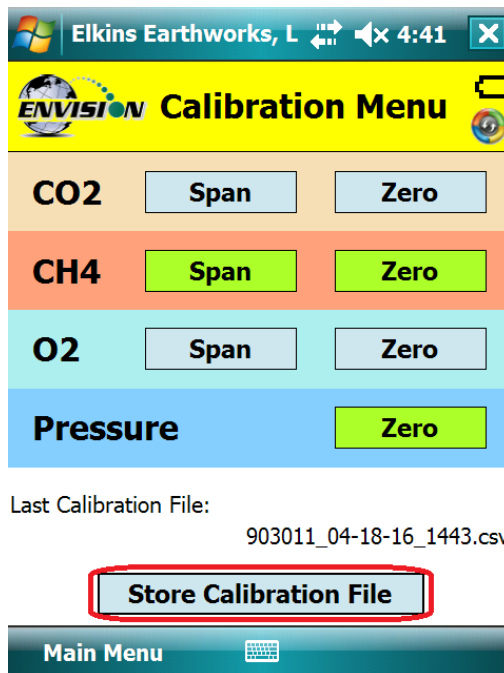 Elkins Earthworks, L 4:41
ENVISION Calibration Menu
CO2 Span Zero
CH4 Span Zero
O2 Span Zero
Pressure Zero
Last Calibration File:
903011_04-18-16_1443.csv
Store Calibration File
Main Menu